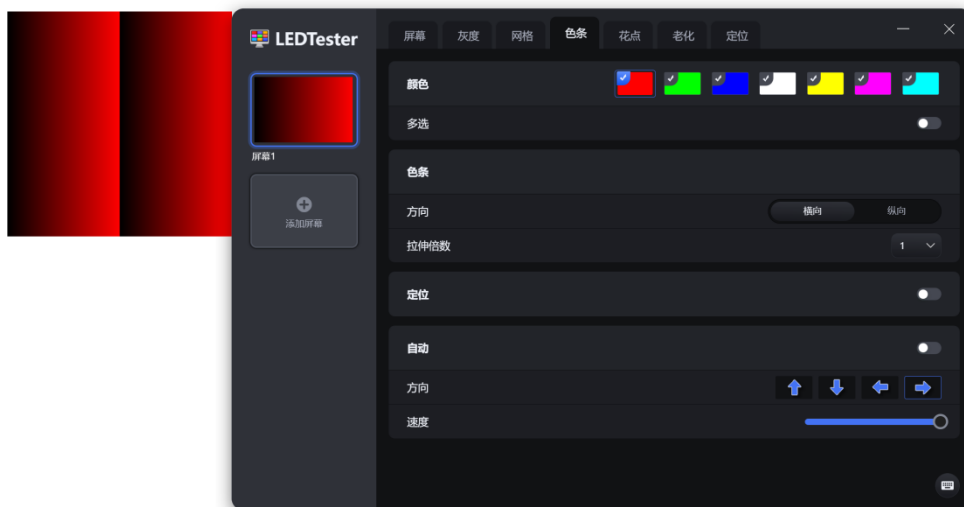 LEDTester
屏幕1
添加屏幕
屏幕 灰度 网格 色条 花点 老化 定位
颜色
多选
色条
方向 横向 纵向
拉伸倍数 1
定位
自动
方向
速度